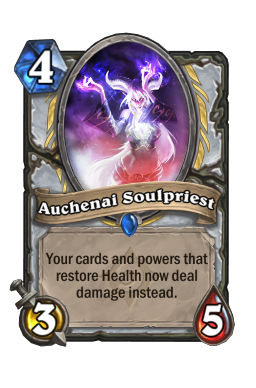 4
Auchenai Soulpriest
Your cards and powers that
restore Health now deal
damage instead.
3
5